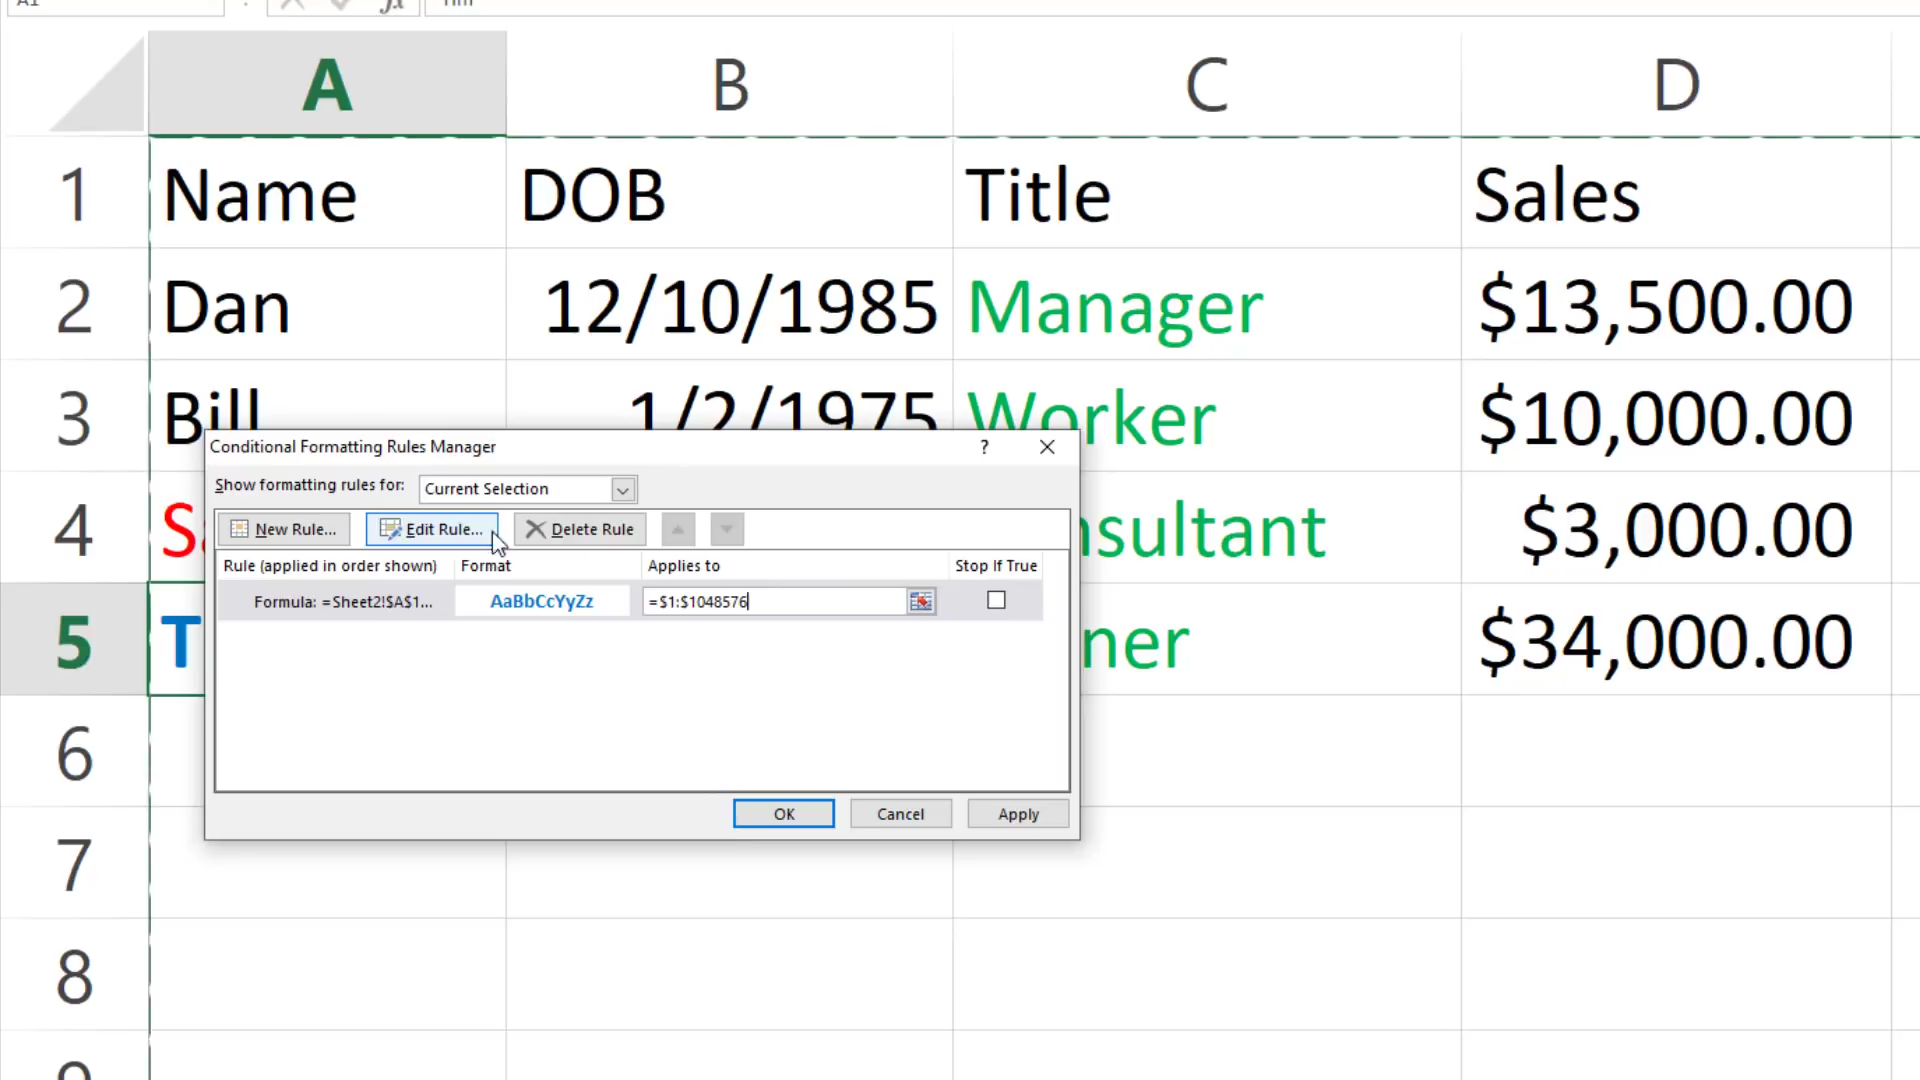 A B C D
1 Name DOB Title Sales
2 Dan 12/10/1985 Manager $13,500.00
3 Bill 1/2/1975 Worker $10,000.00
Conditional Formatting Rules Manager ? ×
Show formatting rules for: Current Selection
New Rule... Edit Rule... Delete Rule
4 $3,000.00
Rule (applied in order shown) Format Applies to Stop If True
Formula: =Sheet2!$A$1... AaBbCcYyZz =$1:$1048576
5 T $34,000.00
6
OK Cancel Apply
7
8